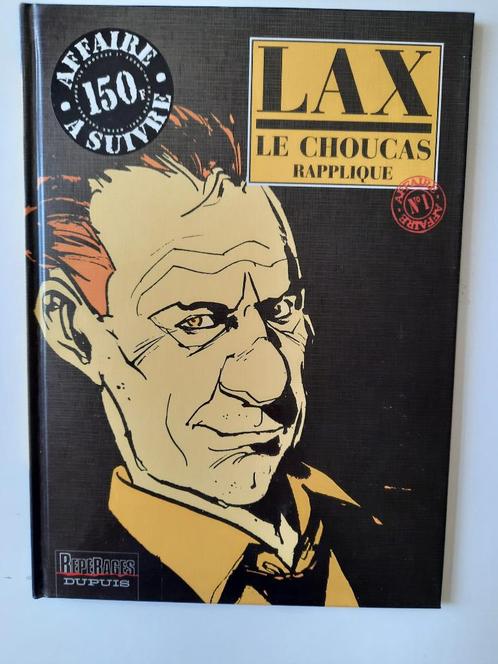 AFFAIRE
150F
A SUIVRE
LAX
LE CHOUCAS
RAPPLIQUE
AFFAIRE
N°1
AFFAIRE
REPÉRAGES
DUPUIS